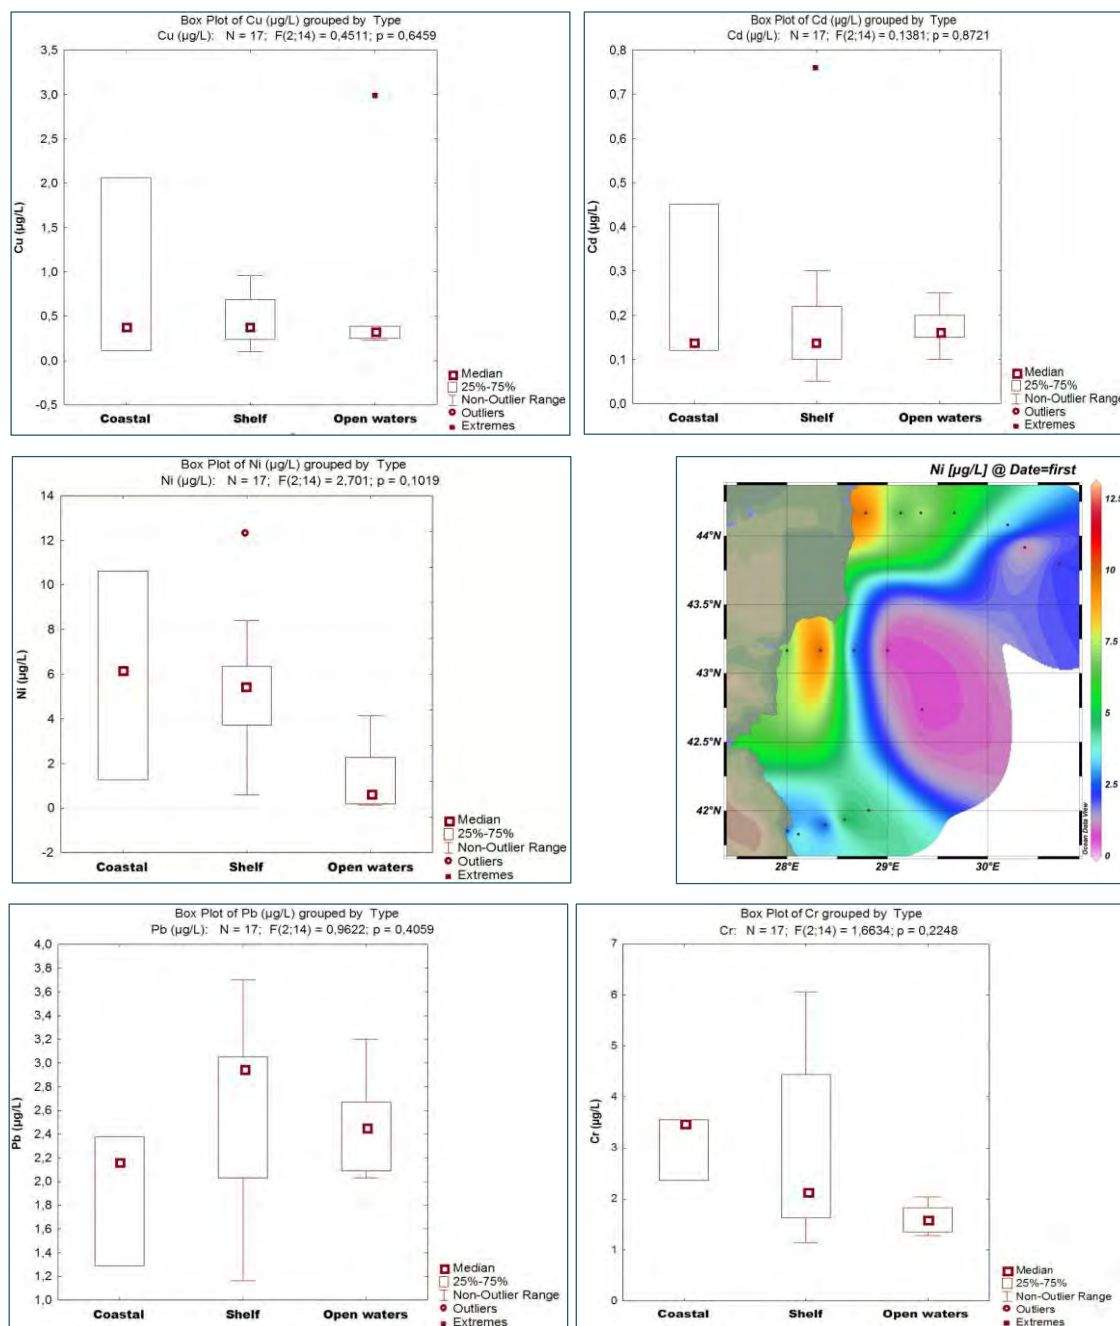 Box Plot of Cu (µg/L) grouped by Type
Cu (µg/L): N = 17; F(2;14) = 0,4511; p = 0,6459
3,5
3,0
2,5
2,0
1,5
1,0
0,5
0,0
-0,5
Cu (µg/L)
Coastal Shelf Open waters
Median
25%-75%
Non-Outlier Range
Outliers
Extremes
Box Plot of Cd (µg/L) grouped by Type
Cd (µg/L): N = 17; F(2;14) = 0,1381; p = 0,8721
0,8
0,7
0,6
0,5
0,4
0,3
0,2
0,1
0,0
Cd (µg/L)
Coastal Shelf Open waters
Median
25%-75%
Non-Outlier Range
Outliers
Extremes
Box Plot of Ni (µg/L) grouped by Type
Ni (µg/L): N = 17; F(2;14) = 2,701; p = 0,1019
14
12
10
8
6
4
2
0
-2
Ni (µg/L)
Coastal Shelf Open waters
Median
25%-75%
Non-Outlier Range
Outliers
Extremes
Ni [µg/L] @ Date=first
44°N
43.5°N
43°N
42.5°N
42°N
28°E 29°E 30°E
12.5
10
7.5
5
2.5
0
Ocean Data View
Box Plot of Pb (µg/L) grouped by Type
Pb (µg/L): N = 17; F(2;14) = 0,9622; p = 0,4059
4,0
3,8
3,6
3,4
3,2
3,0
2,8
2,6
2,4
2,2
2,0
1,8
1,6
1,4
1,2
1,0
Pb (µg/L)
Coastal Shelf Open waters
Median
25%-75%
Non-Outlier Range
Outliers
Extremes
Box Plot of Cr grouped by Type
Cr: N = 17; F(2;14) = 1,6634; p = 0,2248
7
6
5
4
3
2
1
0
Cr (µg/L)
Coastal Shelf Open waters
Median
25%-75%
Non-Outlier Range
Outliers
Extremes